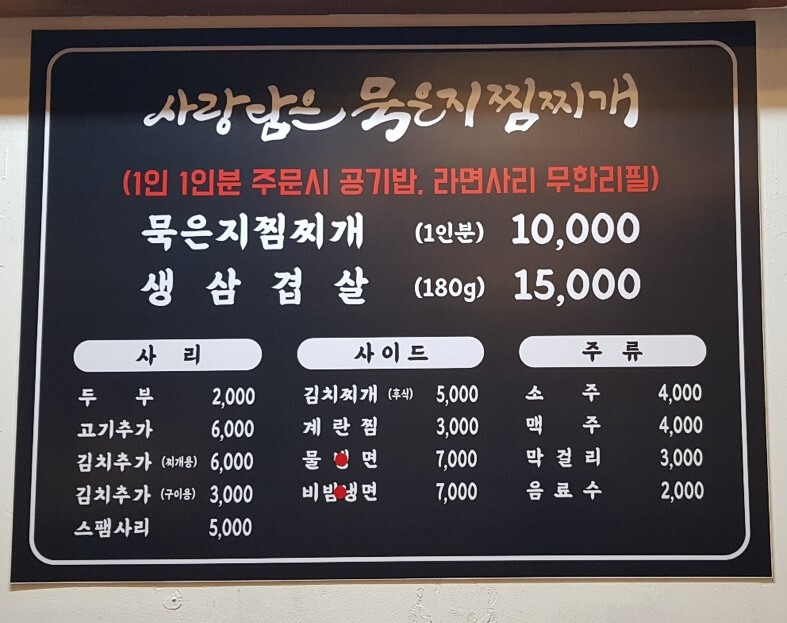 사랑담은 묵은지찜찌개
(1인 1인분 주문시 공기밥, 라면사리 무한리필)
묵은지찜찌개 (1인분) 10,000
생삼겹살 (180g) 15,000
사리
두부 2,000
고기추가 6,000
김치추가 (찌개용) 6,000
김치추가 (구이용) 3,000
스팸사리 5,000
사이드
김치찌개 (후식) 5,000
계란찜 3,000
물 면 7,000
비빔냉면 7,000
주류
소주 4,000
맥주 4,000
막걸리 3,000
음료수 2,000